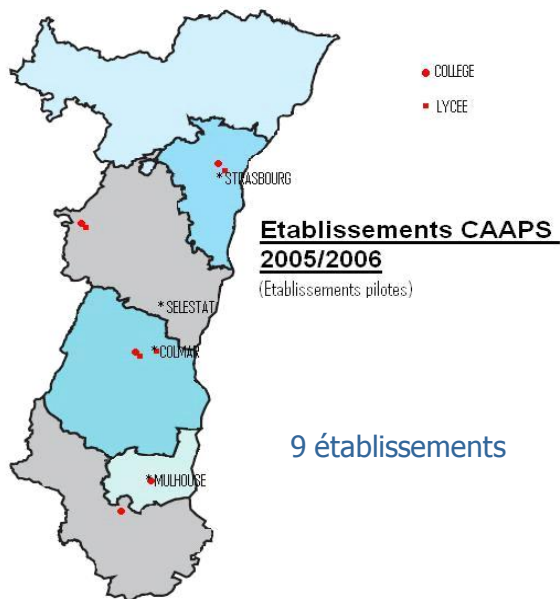 COLLEGE
LYCEE
*STRASBOURG
Etablissements CAAPS
2005/2006
(Etablissements pilotes)
*SELESTAT
*COLMAR
9 établissements
*MULHOUSE